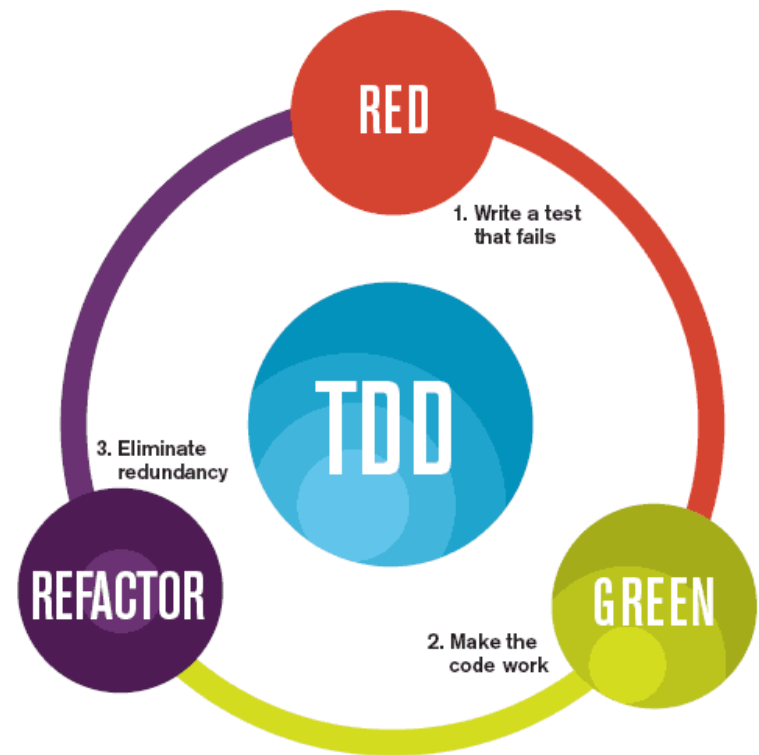 RED
1. Write a test
that fails
TDD
3. Eliminate
redundancy
REFACTOR
GREEN
2. Make the
code work